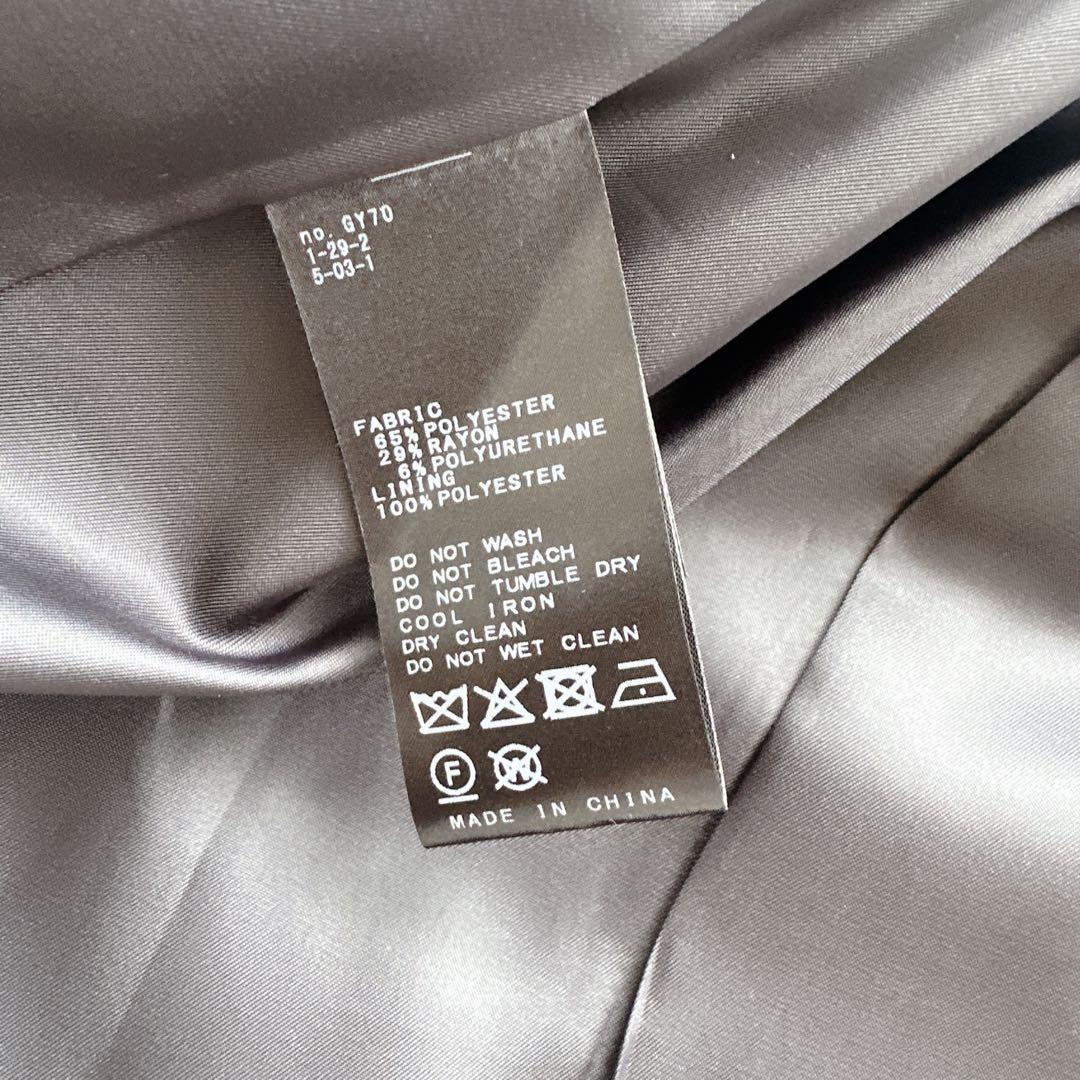 no. GY70
1-29-2
5-03-1
FABRIC
65% POLYESTER
29% RAYON
6% POLYURETHANE
LINING
100% POLYESTER
DO NOT WASH
DO NOT BLEACH
DO NOT TUMBLE DRY
COOL IRON
DRY CLEAN
DO NOT WET CLEAN
F W
MADE IN CHINA